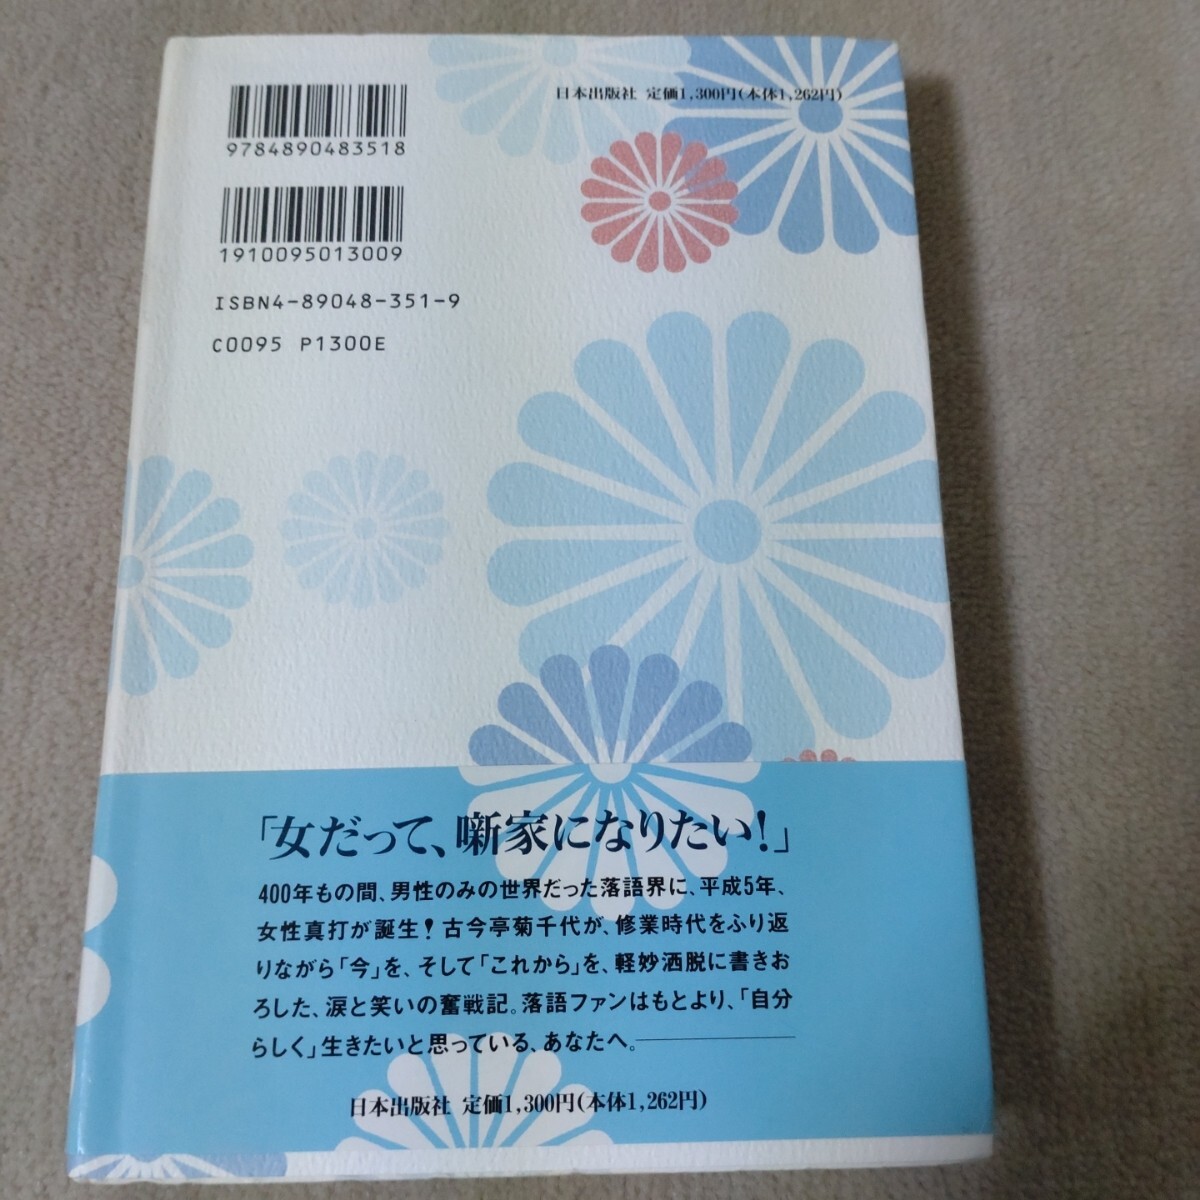 日本出版社 定価1,300円(本体1,262円)
9784890483518
1910095013009
ISBN4-89048-351-9
C0095 P1300E
「女だって、噺家になりたい!」
400年もの間、男性のみの世界だった落語界に、平成5年、
女性真打が誕生!古今亭菊千代が、修業時代をふり返
りながら「今」を、そして「これから」を、軽妙洒脱に書きお
ろした、涙と笑いの奮戦記。落語ファンはもとより、「自分
らしく」生きたいと思っている、あなたへ。
日本出版社 定価1,300円(本体1,262円)